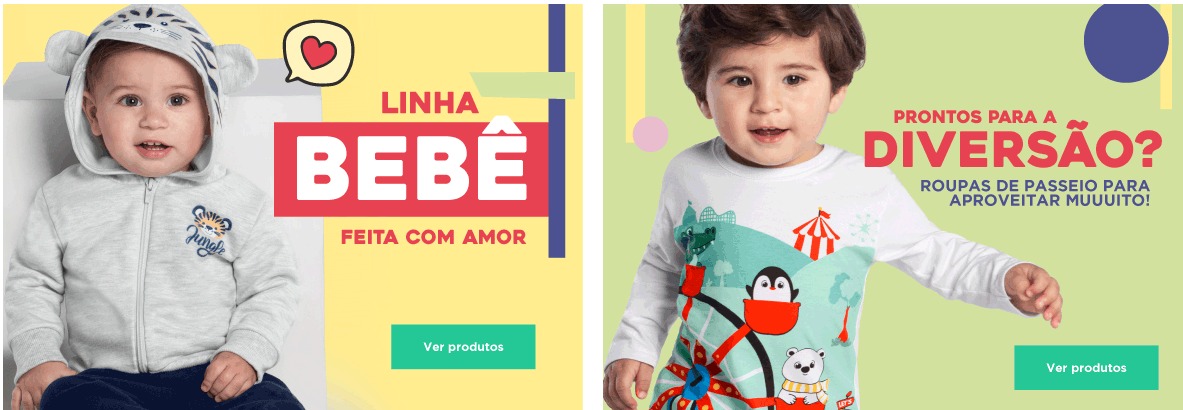 LINHA
BEBÊ
FEITA COM AMOR
Jungle
Ver produtos
PRONTOS PARA A
DIVERSÃO?
ROUPAS DE PASSEIO PARA
APROVEITAR MUUUITO!
LET'S
Ver produtos